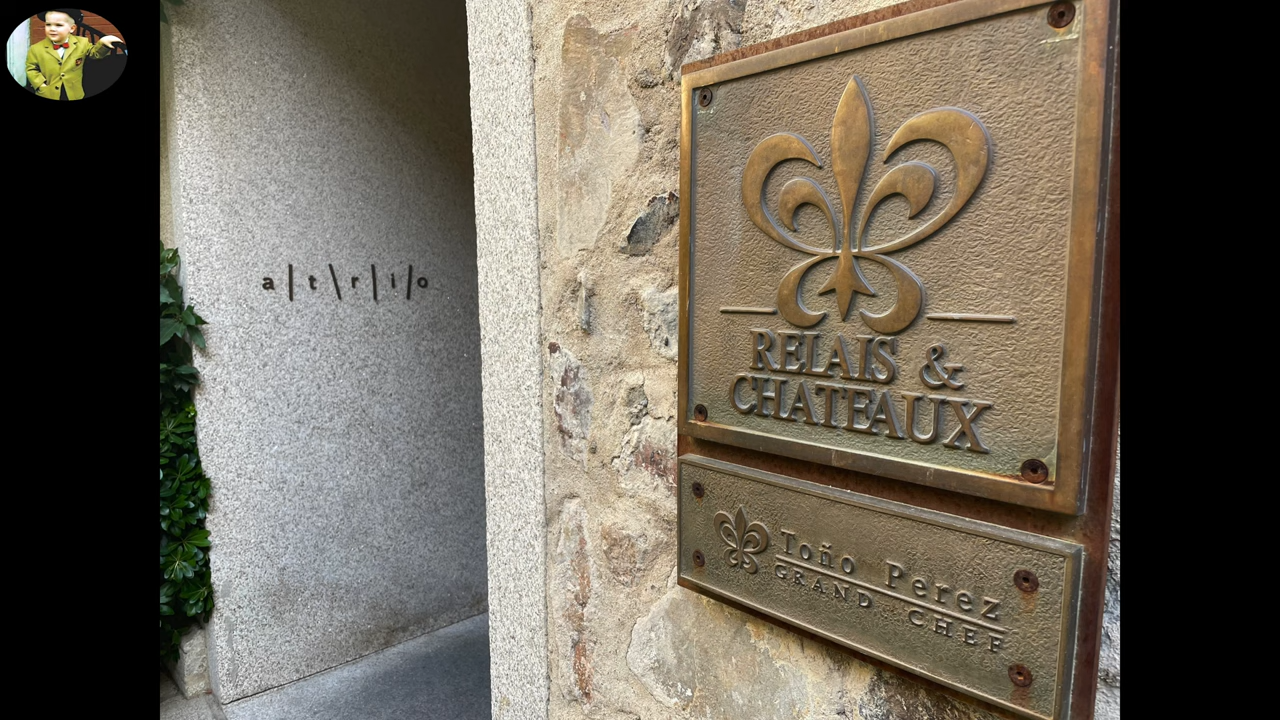 a|t\r|i/o
RELAIS &
CHATEAUX
Toño Perez
GRAND CHEF